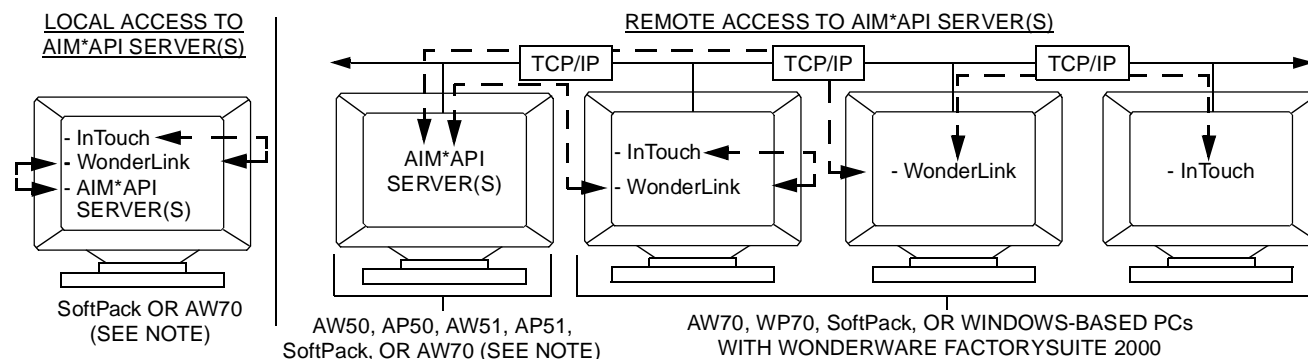 LOCAL ACCESS TO
AIM*API SERVER(S)
REMOTE ACCESS TO AIM*API SERVER(S)
TCP/IP
TCP/IP
TCP/IP
- InTouch
- WonderLink
- AIM*API
SERVER(S)
AIM*API
SERVER(S)
- InTouch
- WonderLink
- WonderLink
- InTouch
SoftPack OR AW70
(SEE NOTE)
AW50, AP50, AW51, AP51,
SoftPack, OR AW70 (SEE NOTE)
AW70, WP70, SoftPack, OR WINDOWS-BASED PCs
WITH WONDERWARE FACTORYSUITE 2000